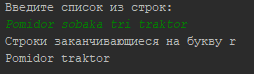 Введите список из строк:
Pomidor sobaka tri traktor
Строки заканчивающиеся на букву r
Pomidor traktor